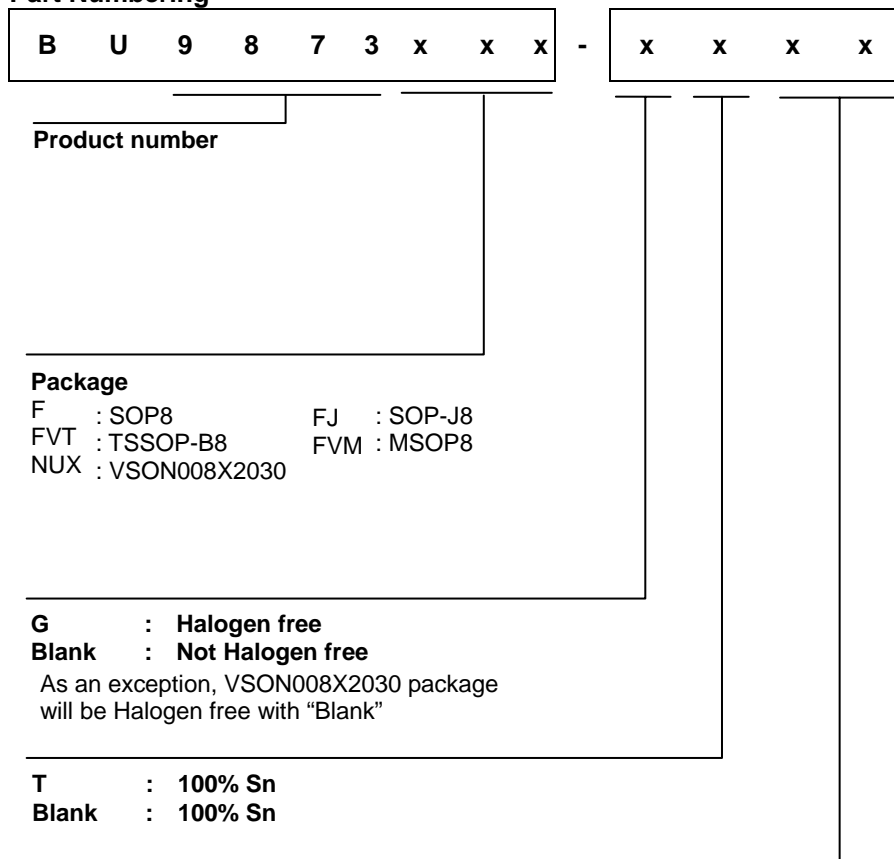 B U 9 8 7 3 x x x - x x x x
Product number
Package
F : SOP8 FJ : SOP-J8
FVT : TSSOP-B8 FVM : MSOP8
NUX : VSON008X2030
G : Halogen free
Blank : Not Halogen free
As an exception, VSON008X2030 package
will be Halogen free with “Blank”
T : 100% Sn
Blank : 100% Sn